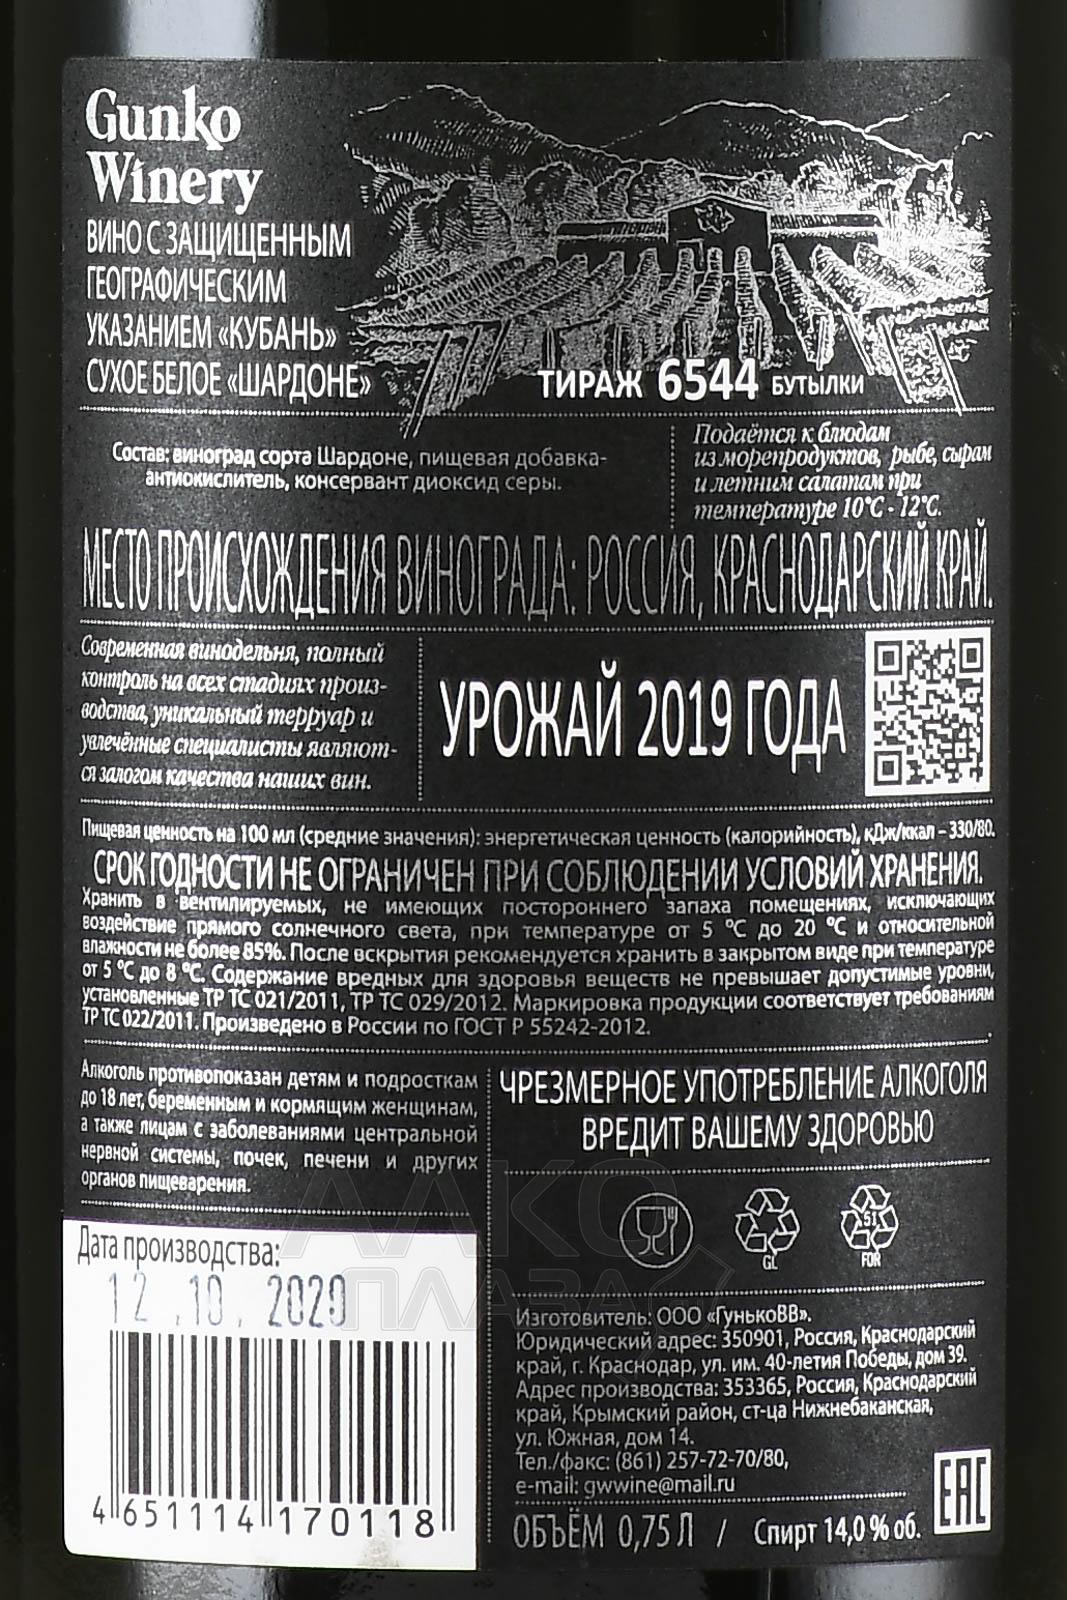 Gunko
Winery
ВИНО С ЗАЩИЩЕННЫМ
ГЕОГРАФИЧЕСКИМ
УКАЗАНИЕМ «КУБАНЬ»
СУХОЕ БЕЛОЕ «ШАРДОНЕ»
ТИРАЖ 6544 БУТЫЛКИ
Состав: виноград сорта Шардоне, пищевая добавка-
антиокислитель, консервант диоксид серы.
Подаётся к блюдам
из морепродуктов, рыбе, сырам
и летним салатам при
температуре 10°С - 12°С.
МЕСТО ПРОИСХОЖДЕНИЯ ВИНОГРАДА: РОССИЯ, КРАСНОДАРСКИЙ КРАЙ.
Современная винодельня, полный
контроль на всех стадиях произ-
водства, уникальный терруар и
увлечённые специалисты являют-
ся залогом качества наших вин.
УРОЖАЙ 2019 ГОДА
Пищевая ценность на 100 мл (средние значения): энергетическая ценность (калорийность), кДж/ккал – 330/80.
СРОК ГОДНОСТИ НЕ ОГРАНИЧЕН ПРИ СОБЛЮДЕНИИ УСЛОВИЙ ХРАНЕНИЯ.
Хранить в вентилируемых, не имеющих постороннего запаха помещениях, исключающих
воздействие прямого солнечного света, при температуре от 5 °С до 20 °С и относительной
влажности не более 85%. После вскрытия рекомендуется хранить в закрытом виде при температуре
от 5 °С до 8 °С. Содержание вредных для здоровья веществ не превышает допустимые уровни,
установленные ТР ТС 021/2011, ТР ТС 029/2012. Маркировка продукции соответствует требованиям
ТР ТС 022/2011. Произведено в России по ГОСТ Р 55242-2012.
Алкоголь противопоказан детям и подросткам
до 18 лет, беременным и кормящим женщинам,
а также лицам с заболеваниями центральной
нервной системы, почек, печени и других
органов пищеварения.
ЧРЕЗМЕРНОЕ УПОТРЕБЛЕНИЕ АЛКОГОЛЯ
ВРЕДИТ ВАШЕМУ ЗДОРОВЬЮ
GL
51
FOR
АЛКО
ПЛАЗА
Дата производства:
12.10.2020
4 651114 170118
Изготовитель: ООО «ГунькоВВ».
Юридический адрес: 350901, Россия, Краснодарский
край, г. Краснодар, ул. им. 40-летия Победы, дом 39.
Адрес производства: 353365, Россия, Краснодарский
край, Крымский район, ст-ца Нижнебаканская,
ул. Южная, дом 14.
Тел./факс: (861) 257-72-70/80,
e-mail: gwwine@mail.ru
ОБЪЁМ 0,75 Л / Спирт 14,0 % об.
EAC